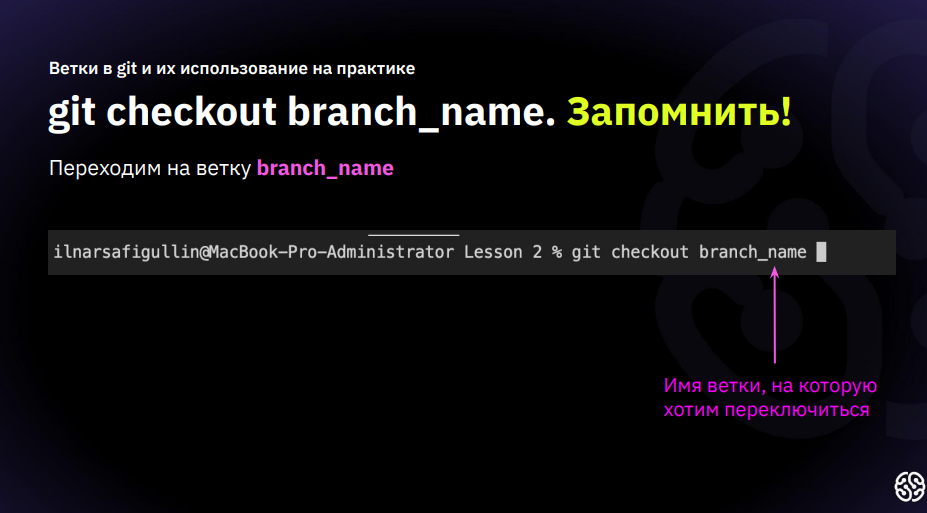 Ветки в git и их использование на практике
git checkout branch_name. Запомнить!
Переходим на ветку branch_name
ilnarsafigullin@MacBook-Pro-Administrator Lesson 2 % git checkout branch_name
Имя ветки, на которую
хотим переключиться